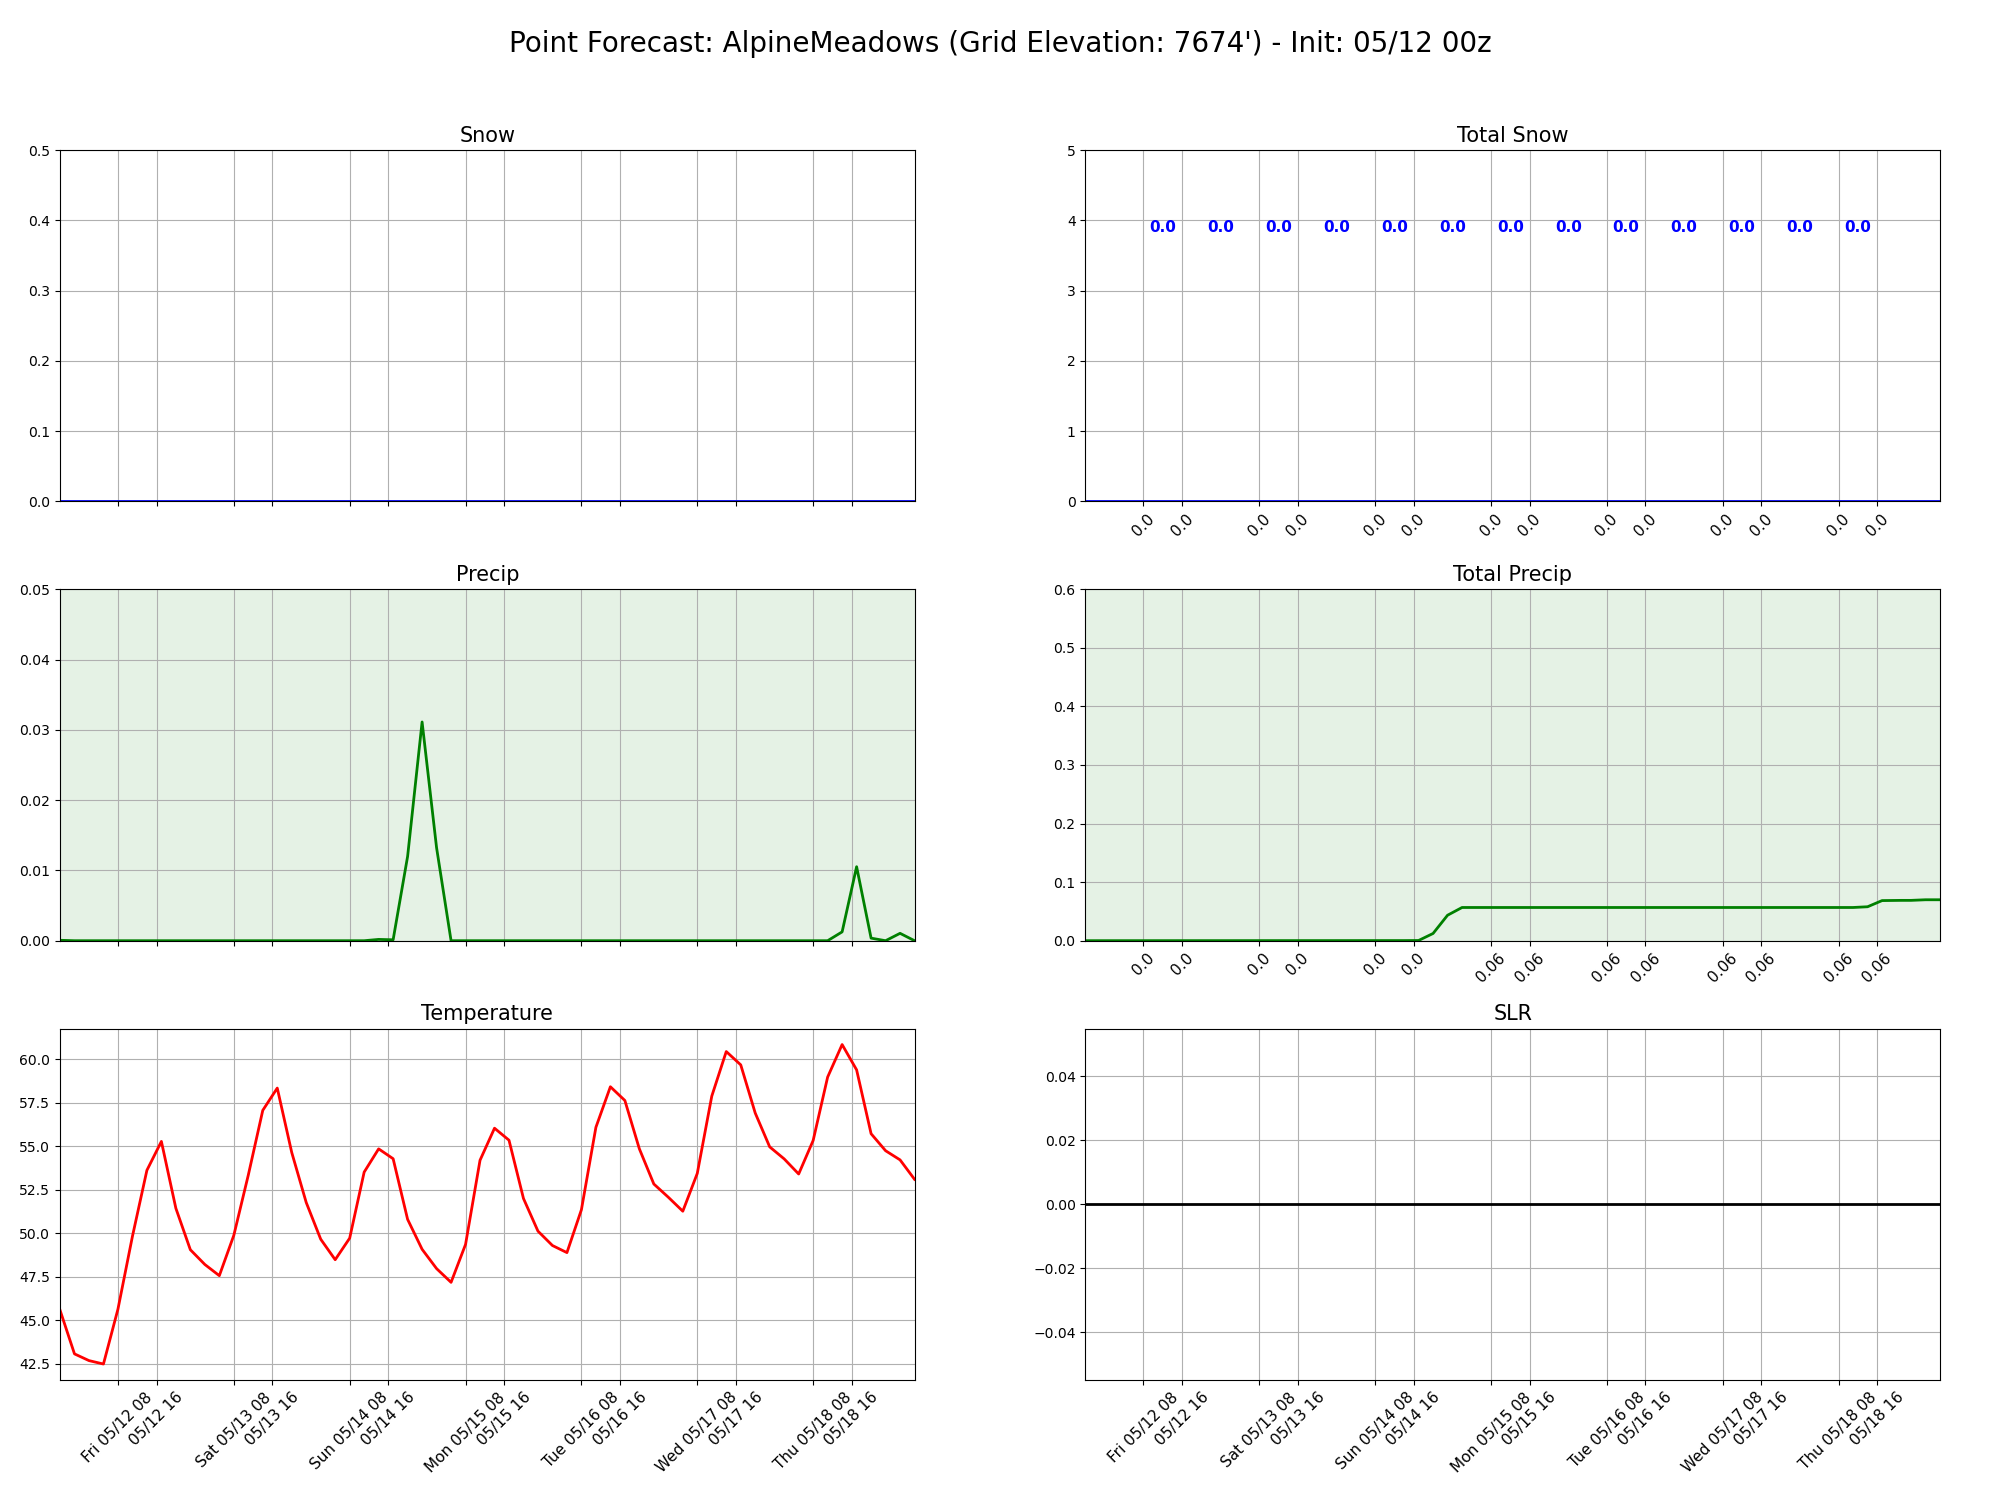 Point Forecast: AlpineMeadows (Grid Elevation: 7674') - Init: 05/12 00z
Snow
0.5
0.4
0.3
0.2
0.1
0.0
Total Snow
5
4
3
2
1
0
0.0 0.0 0.0 0.0 0.0 0.0 0.0 0.0 0.0 0.0 0.0 0.0 0.0
0.0 0.0 0.0 0.0 0.0 0.0 0.0 0.0 0.0 0.0 0.0 0.0 0.0 0.0
Precip
0.05
0.04
0.03
0.02
0.01
0.00
Total Precip
0.6
0.5
0.4
0.3
0.2
0.1
0.0
0.0 0.0 0.0 0.0 0.0 0.0 0.06 0.06 0.06 0.06 0.06 0.06 0.06 0.06
Temperature
60.0
57.5
55.0
52.5
50.0
47.5
45.0
42.5
Fri 05/12 08
05/12 16
Sat 05/13 08
05/13 16
Sun 05/14 08
05/14 16
Mon 05/15 08
05/15 16
Tue 05/16 08
05/16 16
Wed 05/17 08
05/17 16
Thu 05/18 08
05/18 16
SLR
0.04
0.02
0.00
−0.02
−0.04
Fri 05/12 08
05/12 16
Sat 05/13 08
05/13 16
Sun 05/14 08
05/14 16
Mon 05/15 08
05/15 16
Tue 05/16 08
05/16 16
Wed 05/17 08
05/17 16
Thu 05/18 08
05/18 16